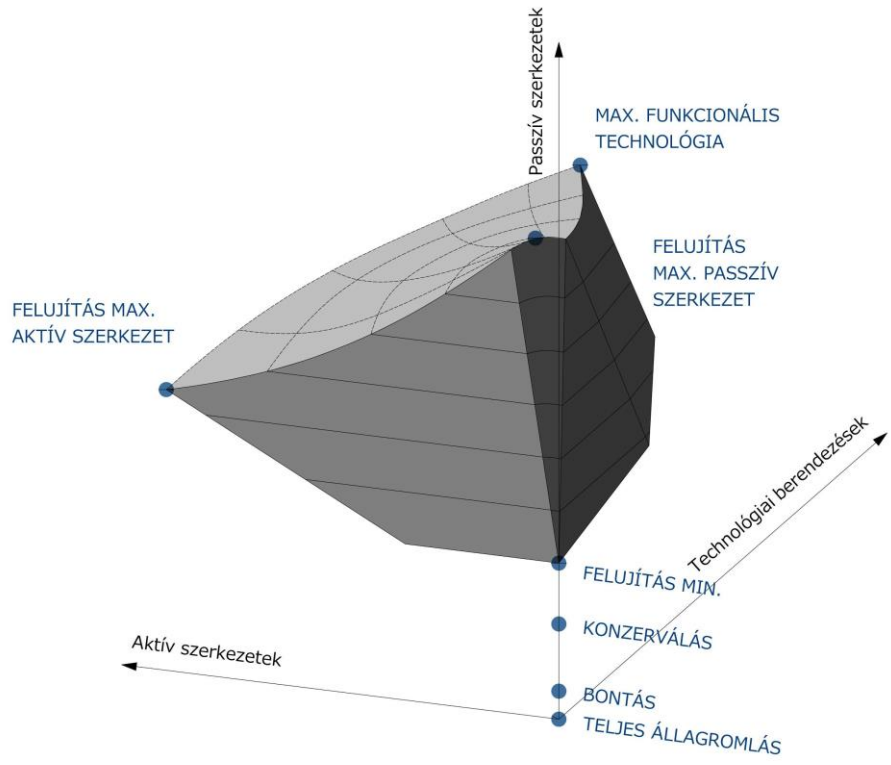 Passzív szerkezetek
MAX. FUNKCIONÁLIS
TECHNOLÓGIA
FELUJÍTÁS
MAX. PASSZÍV
SZERKEZET
FELUJÍTÁS MAX.
AKTÍV SZERKEZET
Technológiai berendezések
FELUJÍTÁS MIN.
KONZERVÁLÁS
Aktív szerkezetek
BONTÁS
TELJES ÁLLAGROMLÁS